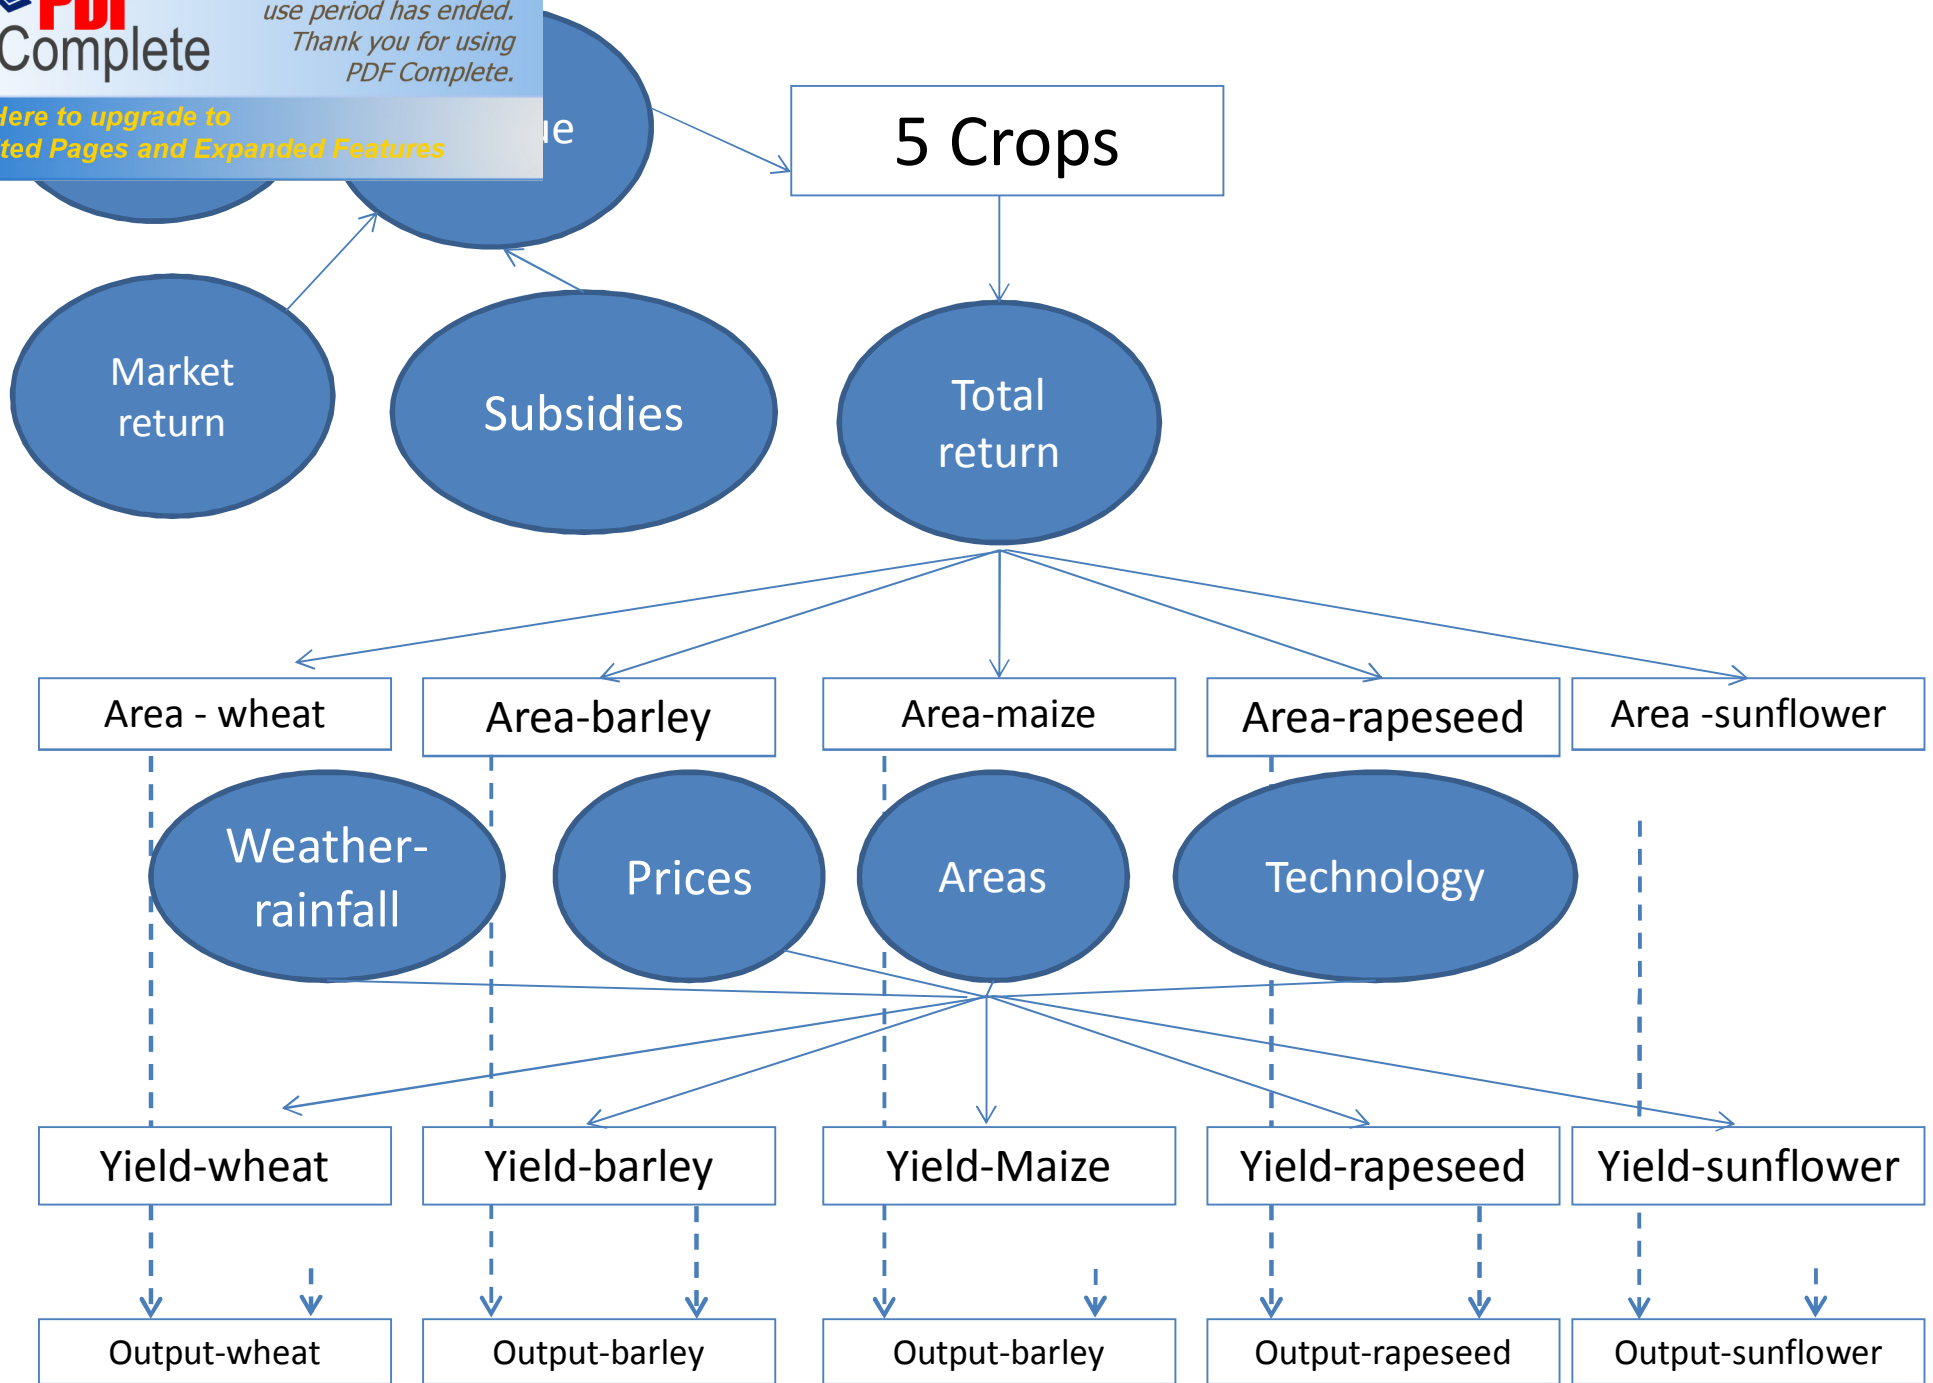 PDF
Complete
use period has ended.
Thank you for using
PDF Complete.
Here to upgrade to
Pages and Expanded Features
5 Crops
Market
return
Subsidies
Total
return
Area - wheat
Area-barley
Area-maize
Area-rapeseed
Area -sunflower
Weather-
rainfall
Prices
Areas
Technology
Yield-wheat
Yield-barley
Yield-Maize
Yield-rapeseed
Yield-sunflower
Output-wheat
Output-barley
Output-barley
Output-rapeseed
Output-sunflower